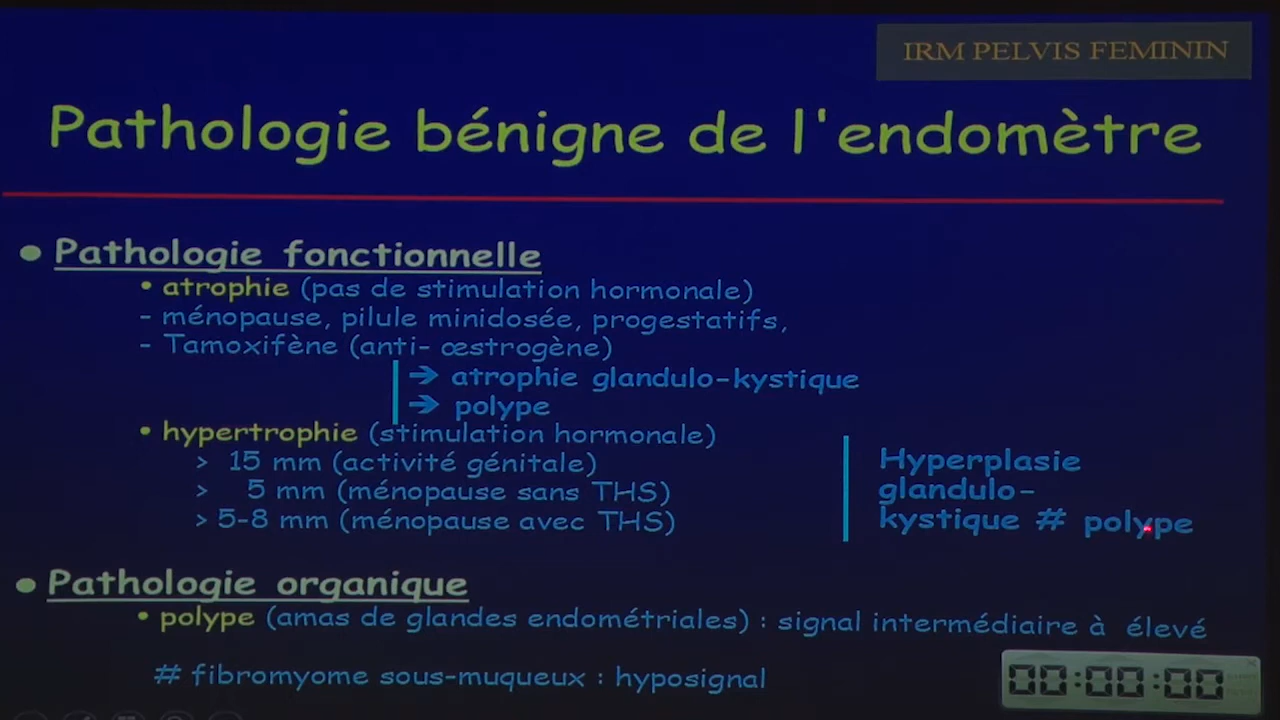 IRM PELVIS FEMININ
Pathologie bénigne de l'endomètre
• Pathologie fonctionnelle
• atrophie (pas de stimulation hormonale)
- ménopause, pilule minidosée, progestatifs,
- Tamoxifène (anti- œstrogène)
→ atrophie glandulo-kystique
→ polype
• hypertrophie (stimulation hormonale)
> 15 mm (activité génitale)
> 5 mm (ménopause sans THS)
> 5-8 mm (ménopause avec THS)
Hyperplasie
glandulo-
kystique # polype
• Pathologie organique
• polype (amas de glandes endométriales) : signal intermédiaire à élevé
# fibromyome sous-muqueux : hyposignal
00:00:00